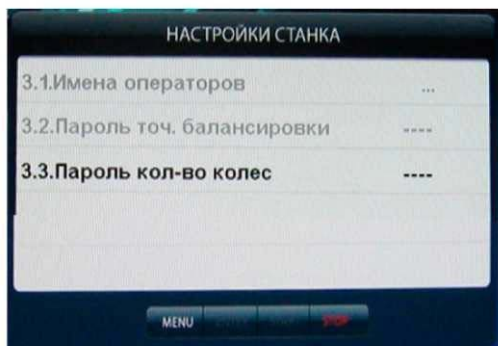 НАСТРОЙКИ СТАНКА
3.1.Имена операторов ...
3.2.Пароль точ. балансировки ----
3.3.Пароль кол-во колес ----
MENU STOP